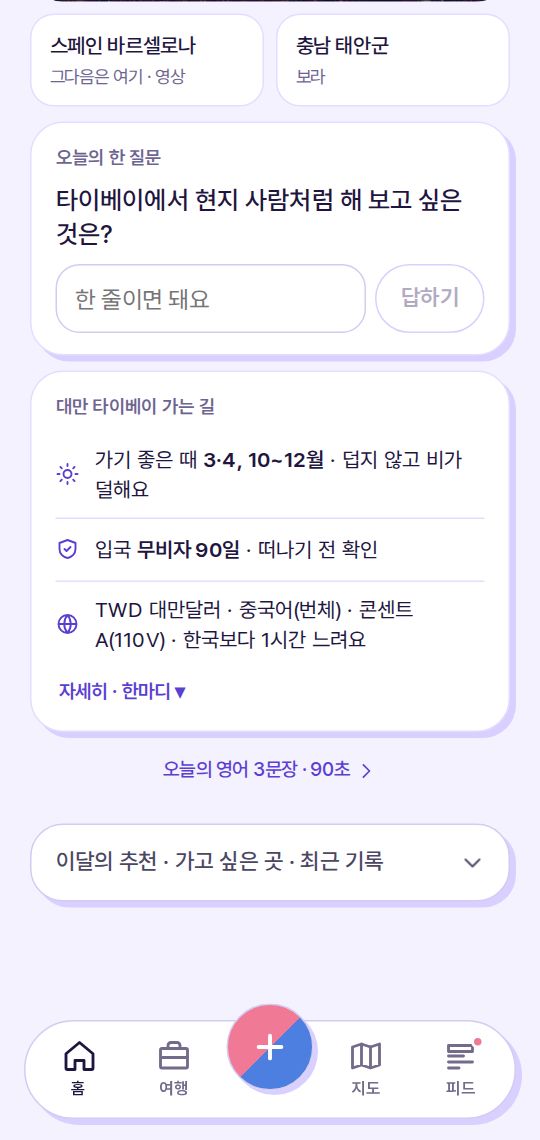 스페인 바르셀로나
그다음은 여기 · 영상
충남 태안군
보라
오늘의 한 질문
타이베이에서 현지 사람처럼 해 보고 싶은
것은?
한 줄이면 돼요
답하기
대만 타이베이 가는 길
가기 좋은 때 3·4, 10~12월 · 덥지 않고 비가
덜해요
입국 무비자 90일 · 떠나기 전 확인
TWD 대만달러 · 중국어(번체) · 콘센트
A(110V) · 한국보다 1시간 느려요
자세히 · 한마디 ▾
오늘의 영어 3문장 · 90초
이달의 추천 · 가고 싶은 곳 · 최근 기록
홈
여행
지도
피드